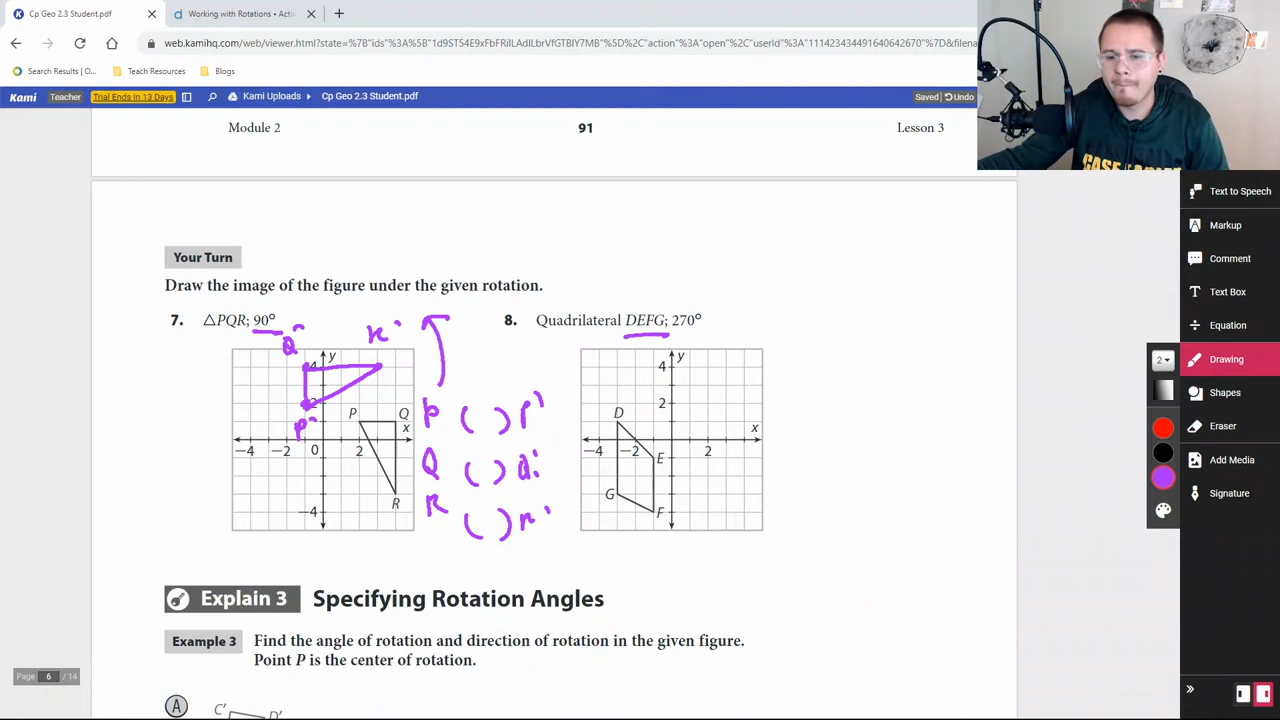 Cp Geo 2.3 Student.pdf
Working with Rotations - Activ
web.kamihq.com/web/viewer.html?state=%7B"ids"%3A%5B"1d9ST54E9xFbFRilLAdlLbrVfGTBIY7MB"%5D%2C"action"%3A"open"%2C"userId"%3A"111423434491640642670"%7D&filena
Search Results | O...
Teach Resources
Blogs
Kami
Teacher
Trial Ends In 13 Days
Kami Uploads
Cp Geo 2.3 Student.pdf
Saved
Undo
Module 2
91
Lesson 3
Your Turn
Draw the image of the figure under the given rotation.
7. △PQR; 90°
8. Quadrilateral DEFG; 270°
Q' R'
4 y
2
P'
P Q
x
−4 −2 0 2
R
−4
P ( ) P'
Q ( ) Q'
R ( ) R'
4 y
2
D
x
−4 −2 2
E
G
F
−4
Explain 3 Specifying Rotation Angles
Example 3 Find the angle of rotation and direction of rotation in the given figure.
Point P is the center of rotation.
A
C'
D'
Page 6 / 14
Text to Speech
Markup
Comment
Text Box
Equation
2
Drawing
Shapes
Eraser
Add Media
Signature